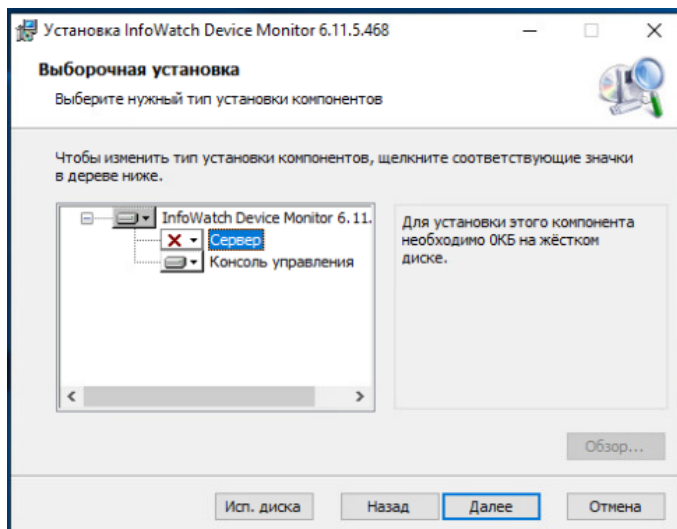 Установка InfoWatch Device Monitor 6.11.5.468
Выборочная установка
Выберите нужный тип установки компонентов
Чтобы изменить тип установки компонентов, щелкните соответствующие значки
в дереве ниже.
InfoWatch Device Monitor 6.11.
Сервер
Консоль управления
Для установки этого компонента
необходимо 0КБ на жёстком
диске.
Обзор...
Исп. диска
Назад
Далее
Отмена